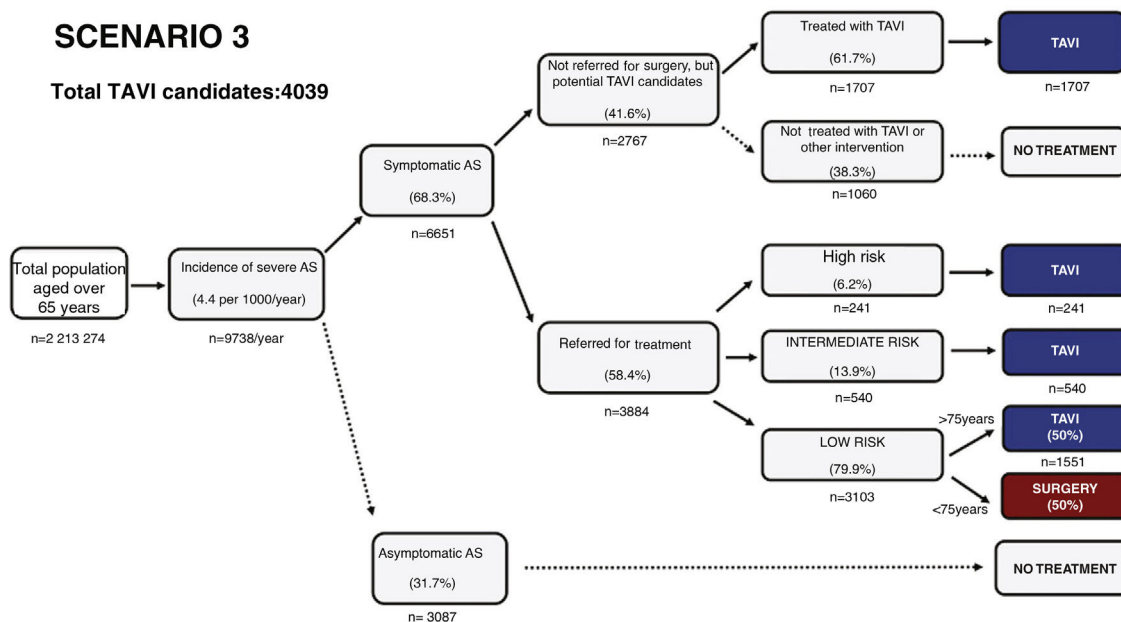 SCENARIO 3
Total TAVI candidates:4039
Total population
aged over
65 years
n=2 213 274
Incidence of severe AS
(4.4 per 1000/year)
n=9738/year
Symptomatic AS
(68.3%)
n=6651
Asymptomatic AS
(31.7%)
n= 3087
Not referred for surgery, but
potential TAVI candidates
(41.6%)
n=2767
Referred for treatment
(58.4%)
n=3884
Treated with TAVI
(61.7%)
n=1707
TAVI
n=1707
Not treated with TAVI or
other intervention
(38.3%)
n=1060
NO TREATMENT
High risk
(6.2%)
n=241
TAVI
n=241
INTERMEDIATE RISK
(13.9%)
n=540
TAVI
n=540
LOW RISK
(79.9%)
n=3103
>75years
TAVI
(50%)
n=1551
<75years
SURGERY
(50%)
NO TREATMENT